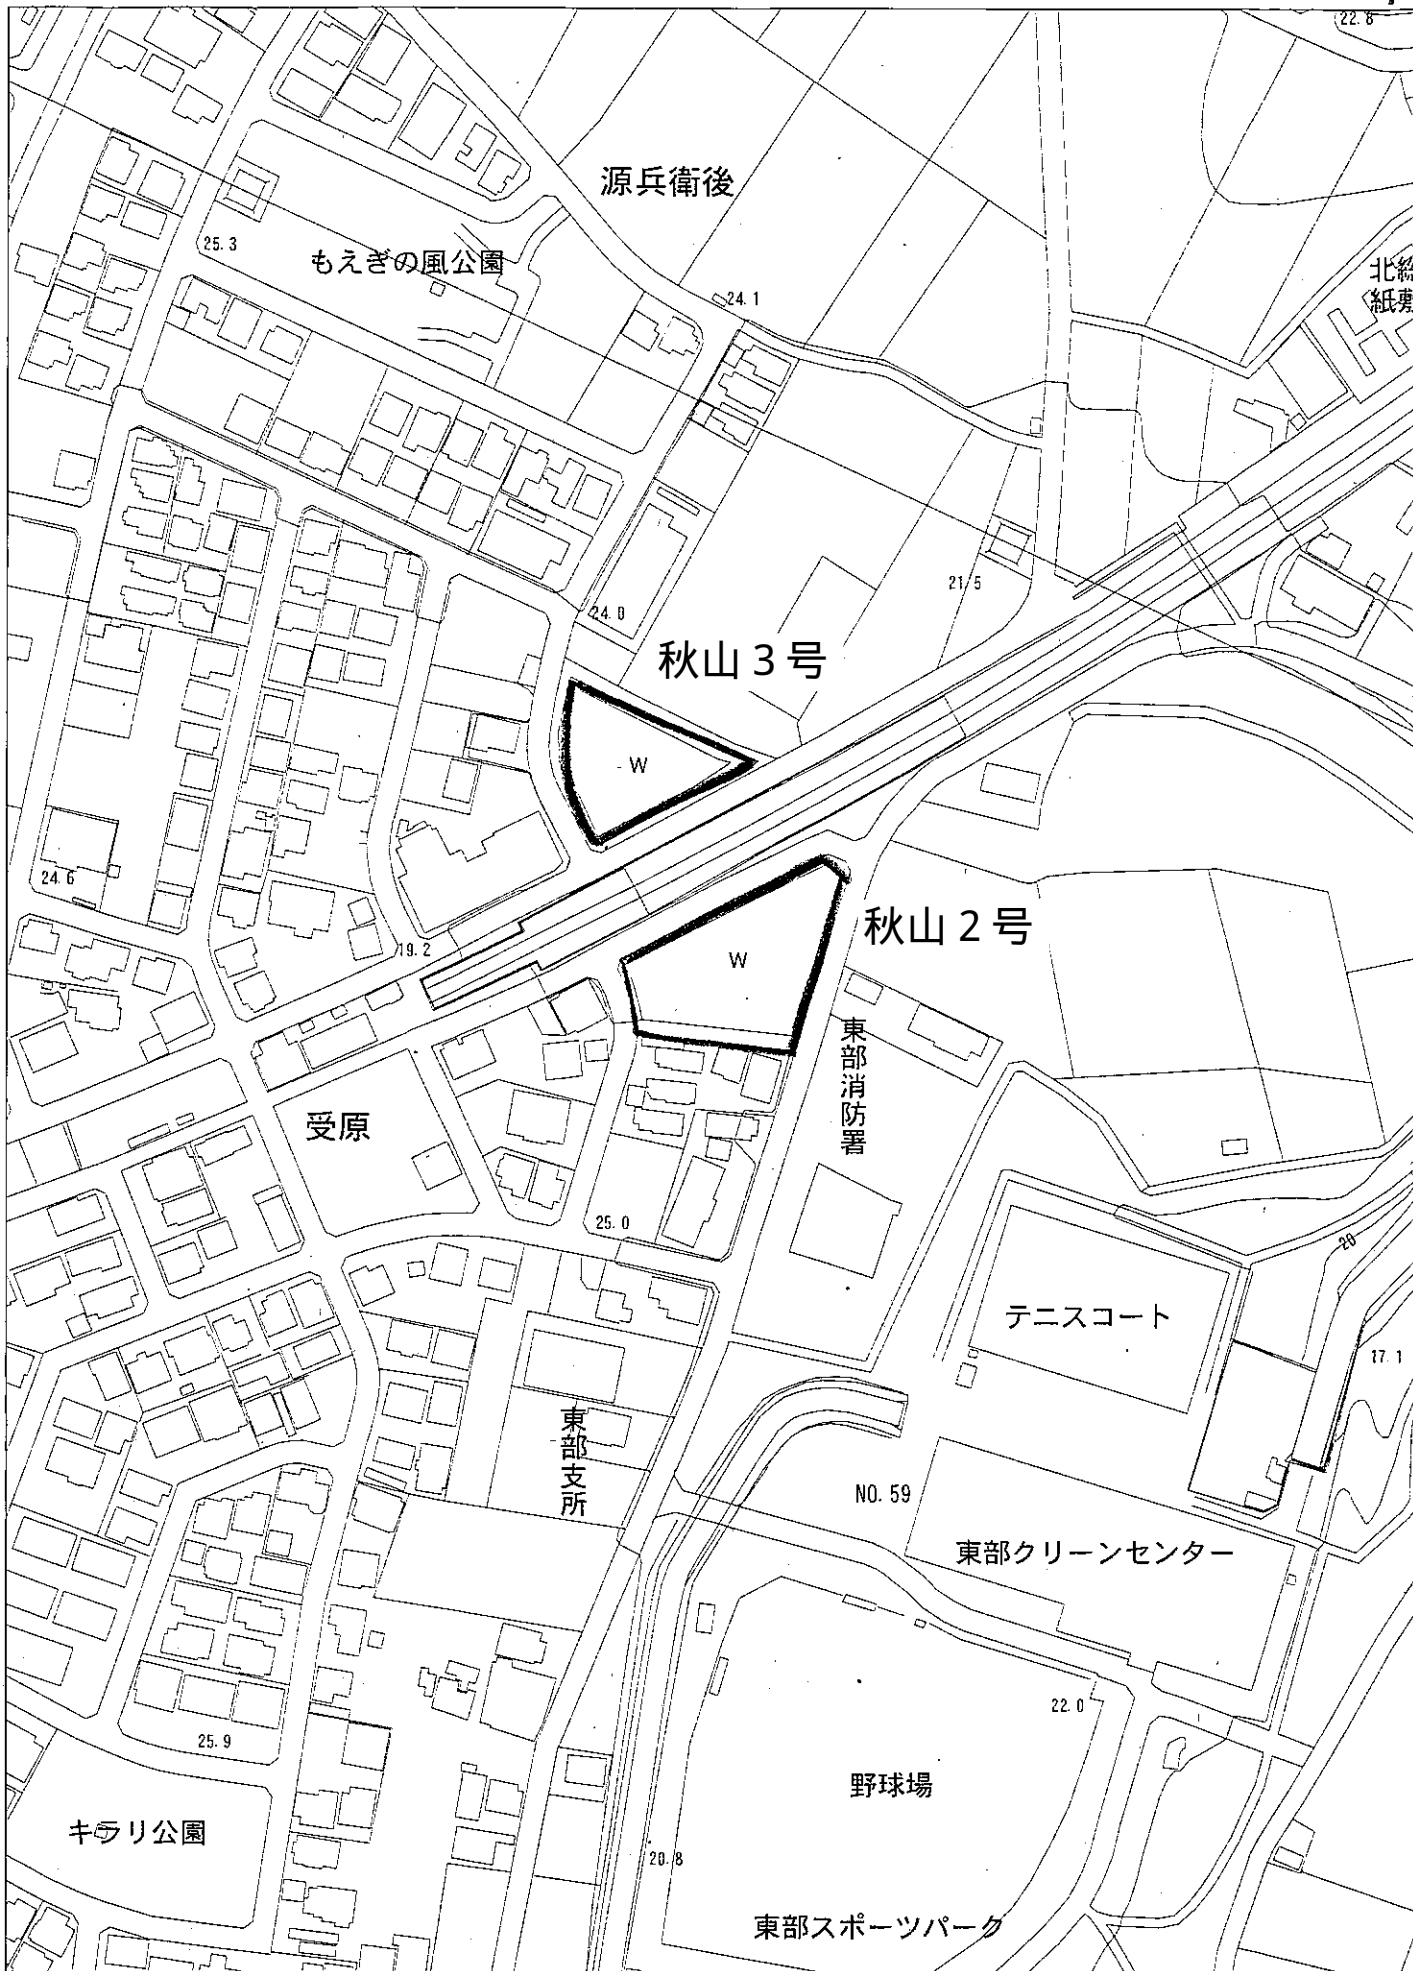 22.8
源兵衛後
25.3
もえぎの風公園
北総
紙敷
24.1
21.5
24.0
秋山3号
W
24.6
秋山2号
19.2
W
東部消防署
受原
25.0
20
テニスコート
17.1
東部支所
NO.59
東部クリーンセンター
22.0
25.9
野球場
キラリ公園
20.8
東部スポーツパーク